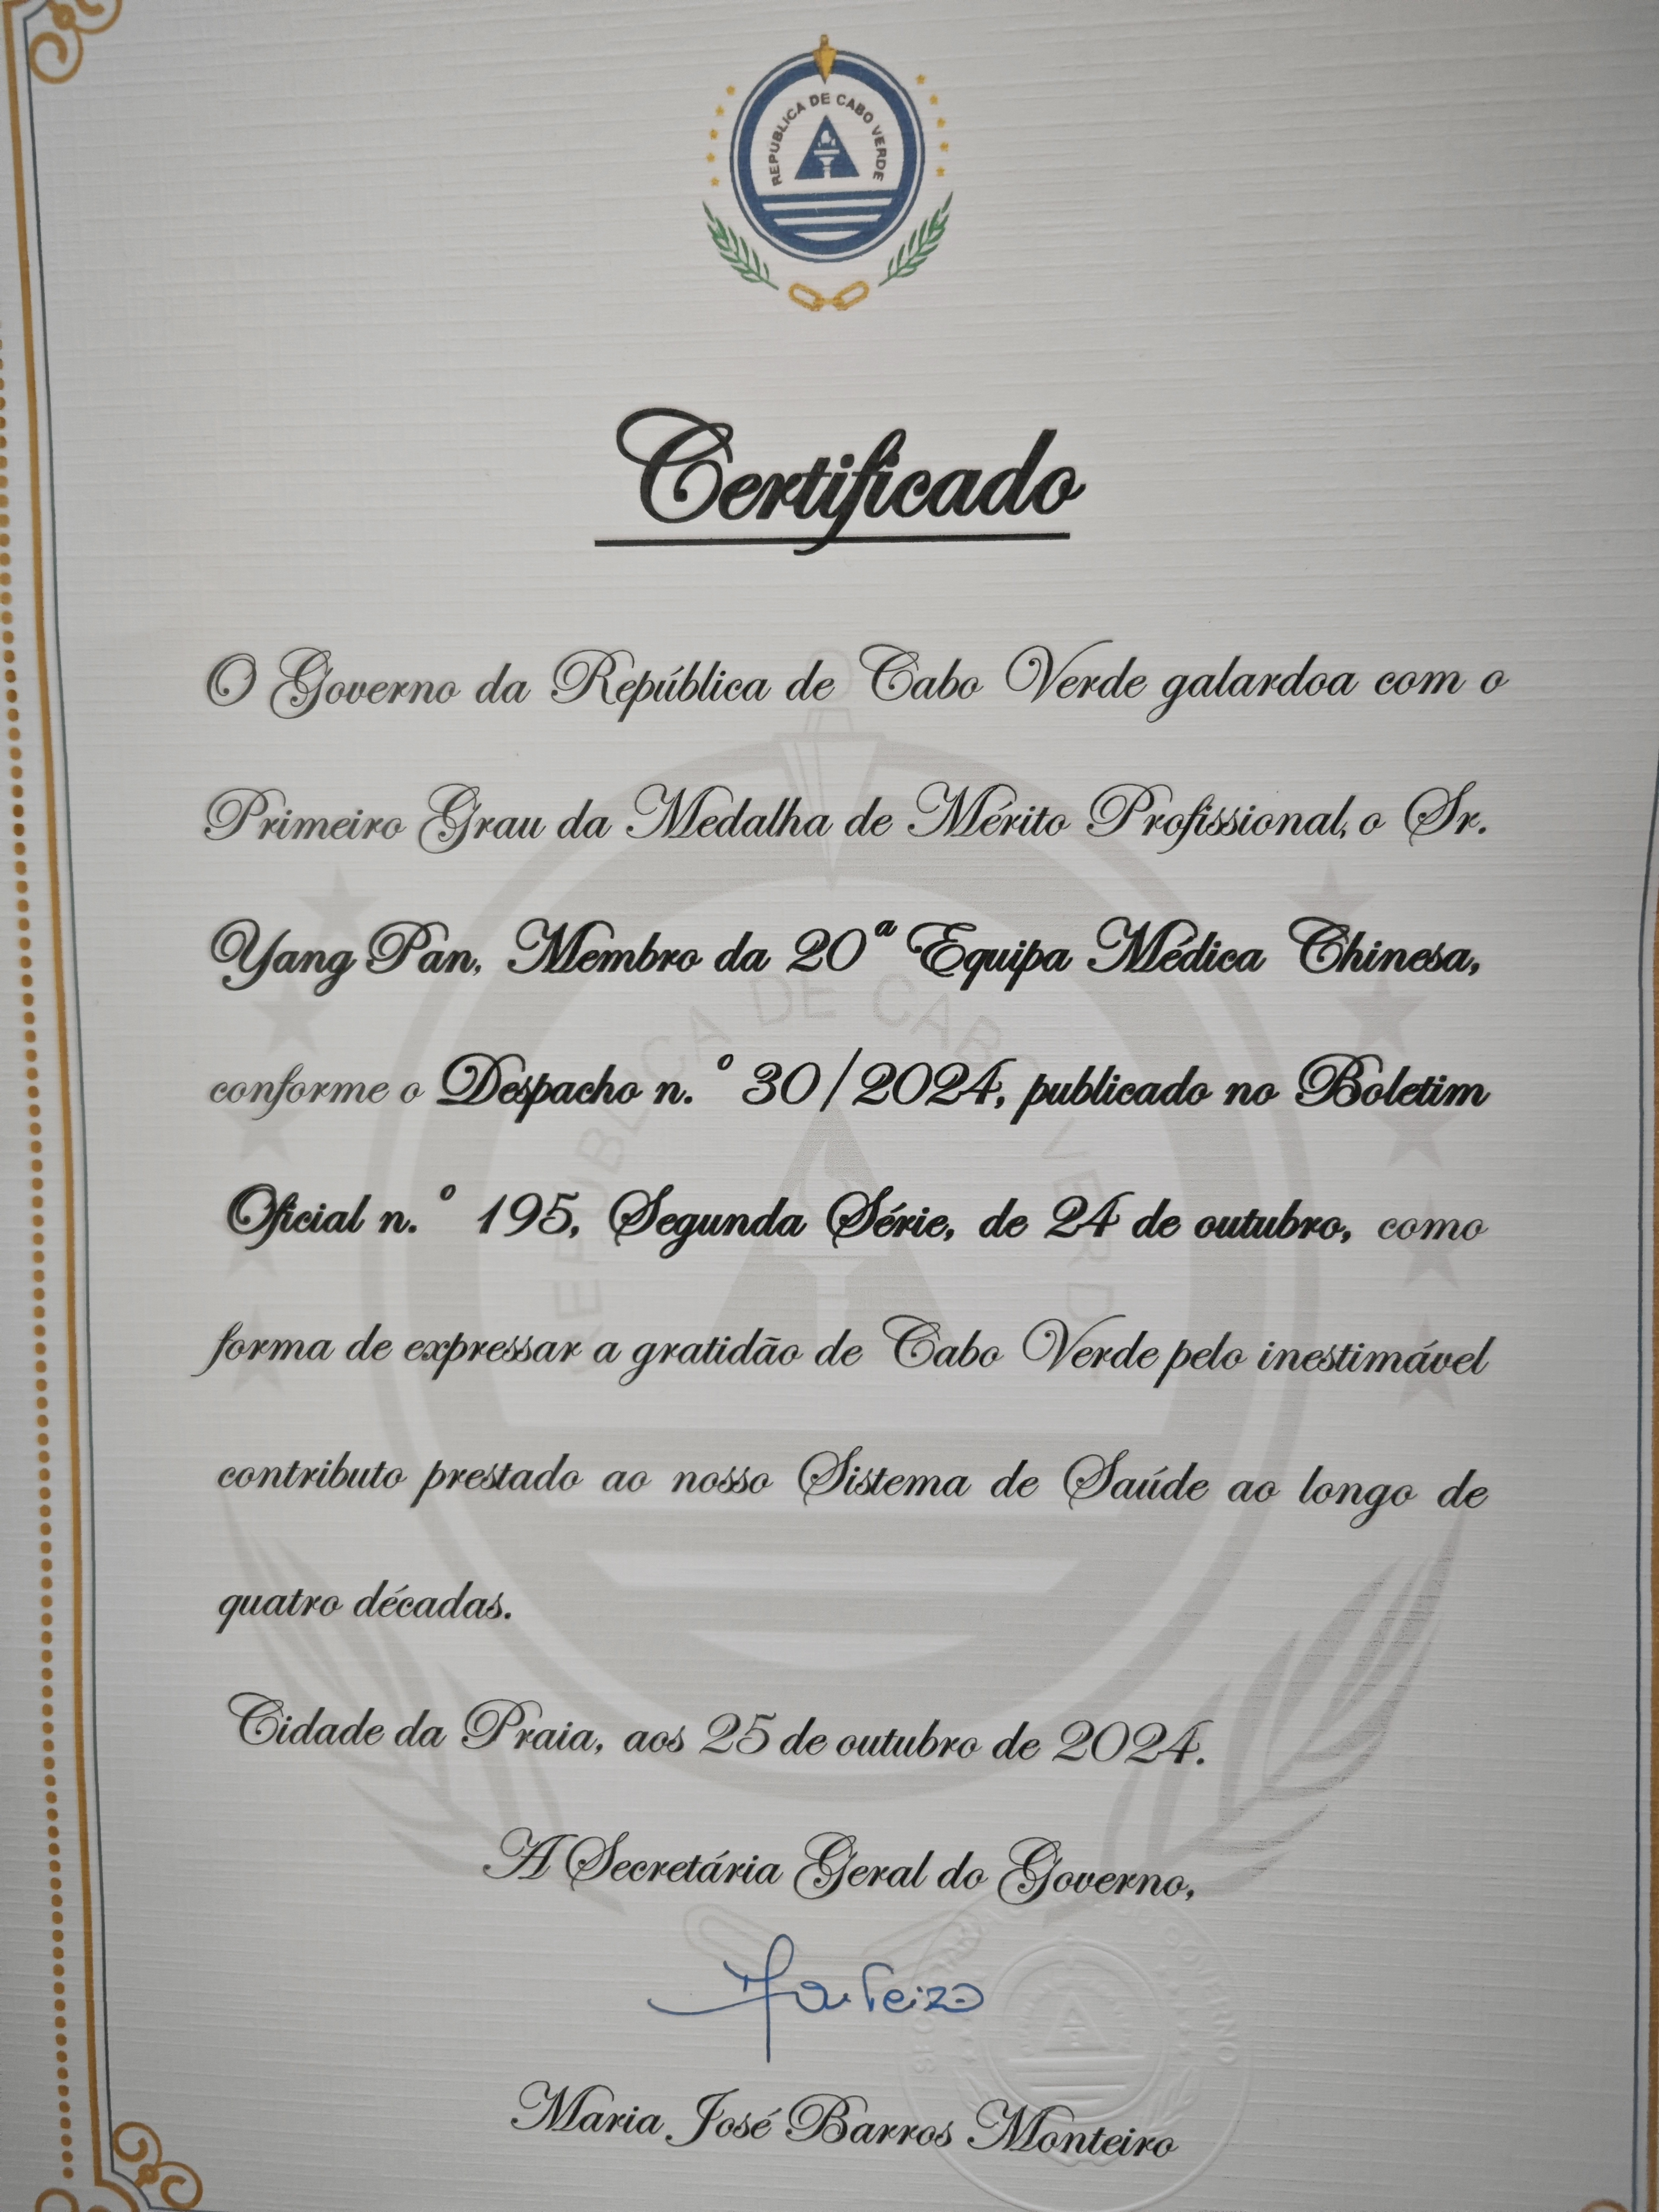 REPÚBLICA DE CABO VERDE
Certificado
O Governo da República de Cabo Verde galardoa com o
Primeiro Grau da Medalha de Mérito Profissional, o Sr.
Yang Pan, Membro da 20ª Equipa Médica Chinesa,
conforme o Despacho n.º 30/2024, publicado no Boletim
Oficial n.º 195, Segunda Série, de 24 de outubro, como
forma de expressar a gratidão de Cabo Verde pelo inestimável
contributo prestado ao nosso Sistema de Saúde ao longo de
quatro décadas.
Cidade da Praia, aos 25 de outubro de 2024.
A Secretária Geral do Governo,
Maria José Barros Monteiro